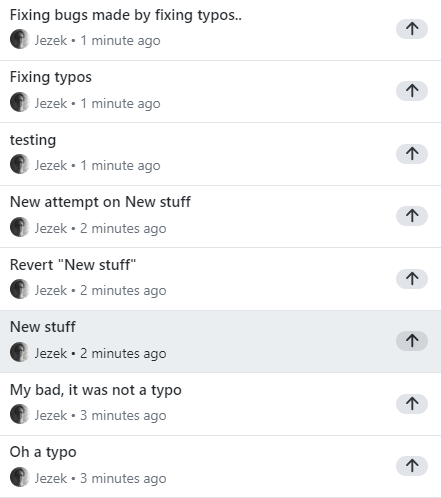 Fixing bugs made by fixing typos..
Jezek • 1 minute ago
Fixing typos
Jezek • 1 minute ago
testing
Jezek • 1 minute ago
New attempt on New stuff
Jezek • 2 minutes ago
Revert "New stuff"
Jezek • 2 minutes ago
New stuff
Jezek • 2 minutes ago
My bad, it was not a typo
Jezek • 3 minutes ago
Oh a typo
Jezek • 3 minutes ago